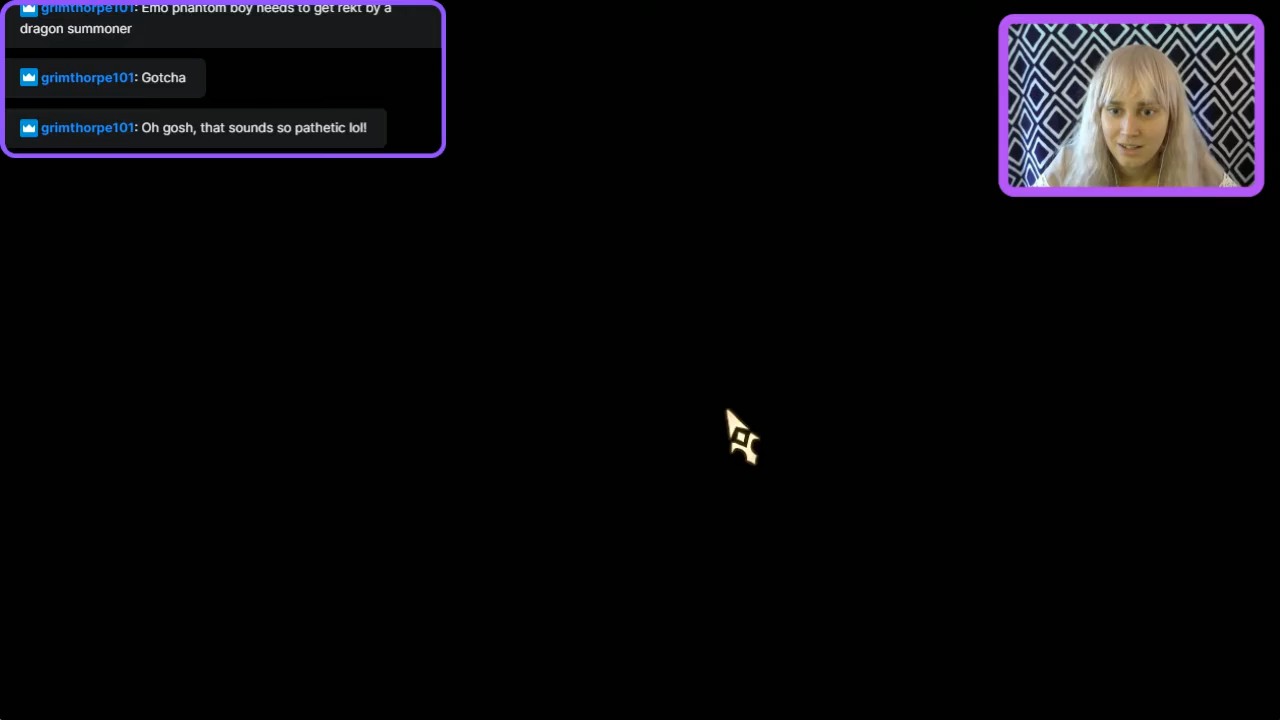 grimthorpe101: Emo phantom boy needs to get rekt by a
dragon summoner
grimthorpe101: Gotcha
grimthorpe101: Oh gosh, that sounds so pathetic lol!